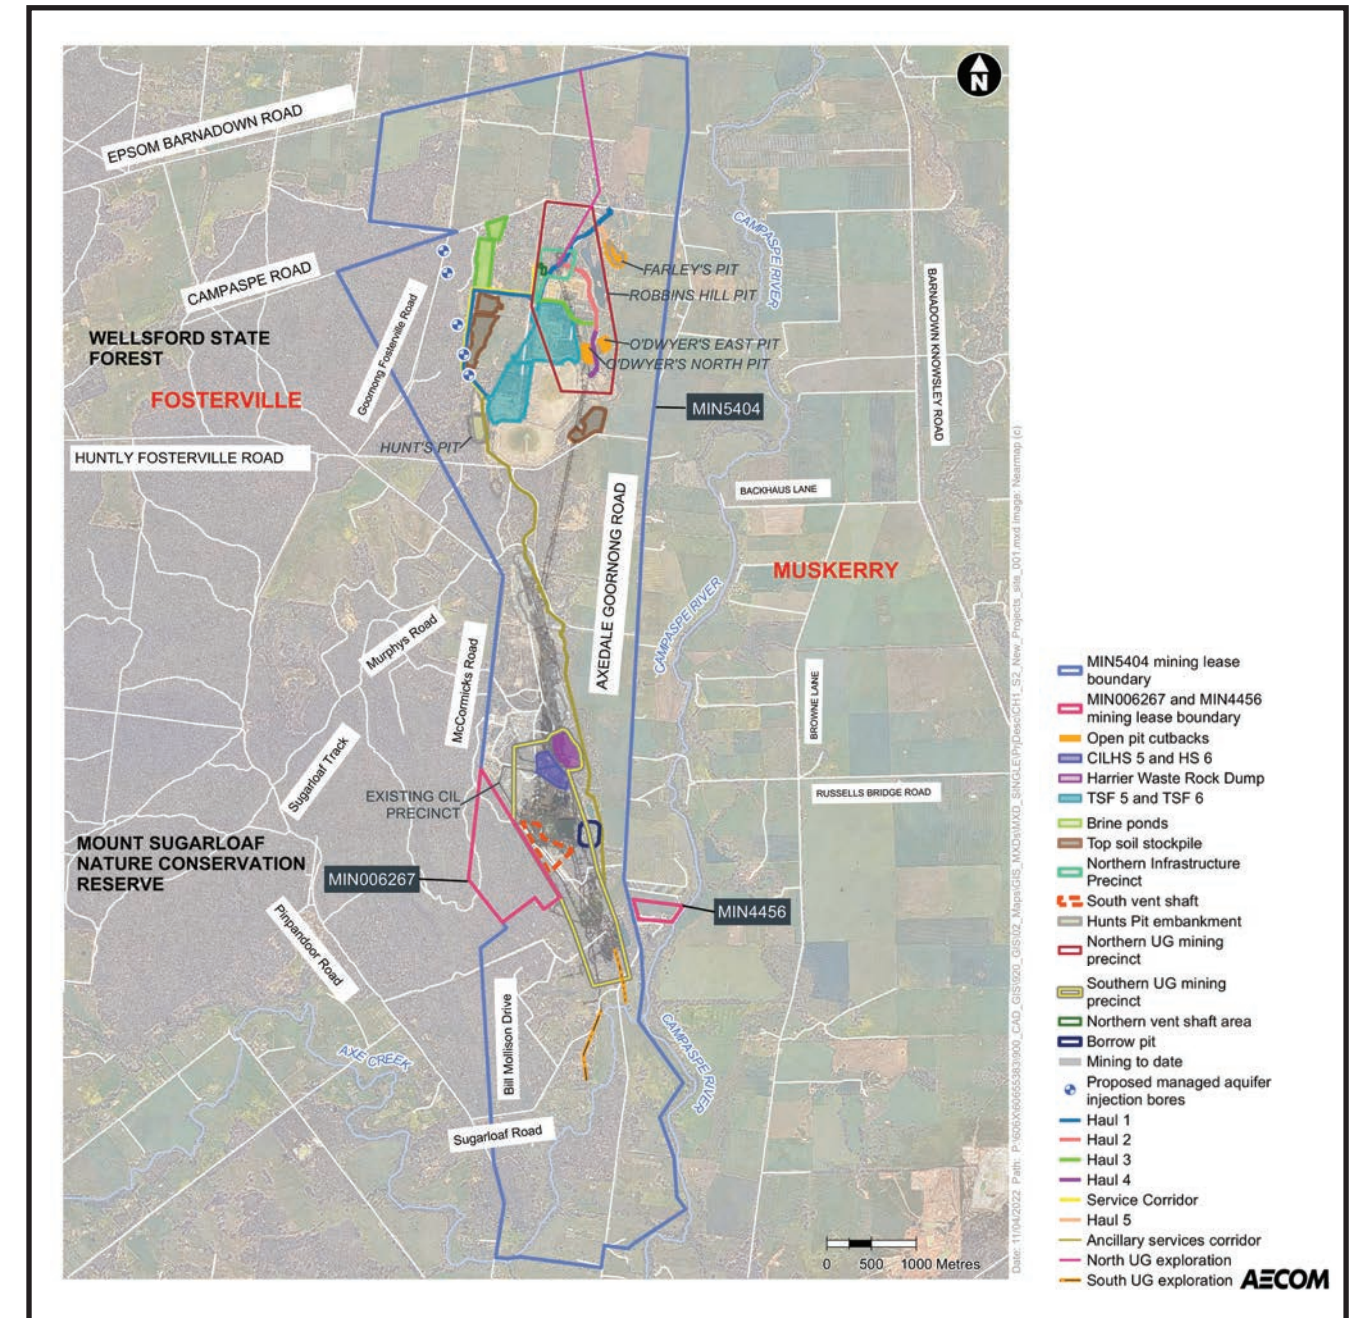 N
EPSOM BARNADOWN ROAD
CAMPASPE RIVER
CAMPASPE ROAD
FARLEY'S PIT
ROBBINS HILL PIT
BARNADOWN KNOWSLEY ROAD
Goornong Fosterville Road
WELLSFORD STATE
FOREST
O'DWYER'S EAST PIT
O'DWYER'S NORTH PIT
FOSTERVILLE
MIN5404
HUNT'S PIT
HUNTLY FOSTERVILLE ROAD
BACKHAUS LANE
AXEDALE GOORNONG ROAD
MUSKERRY
CAMPASPE RIVER
Murphys Road
McCormicks Road
BROWNE LANE
Sugarloaf Track
EXISTING CIL
PRECINCT
RUSSELLS BRIDGE ROAD
MOUNT SUGARLOAF
NATURE CONSERVATION
RESERVE
MIN006267
MIN4456
Pinpandoor Road
Bill Mollison Drive
CAMPASPE RIVER
AXE CREEK
Sugarloaf Road
0 500 1000 Metres
MIN5404 mining lease
boundary
MIN006267 and MIN4456
mining lease boundary
Open pit cutbacks
CILHS 5 and HS 6
Harrier Waste Rock Dump
TSF 5 and TSF 6
Brine ponds
Top soil stockpile
Northern Infrastructure
Precinct
South vent shaft
Hunts Pit embankment
Northern UG mining
precinct
Southern UG mining
precinct
Northern vent shaft area
Borrow pit
Mining to date
Proposed managed aquifer
injection bores
Haul 1
Haul 2
Haul 3
Haul 4
Service Corridor
Haul 5
Ancillary services corridor
North UG exploration
South UG exploration
AECOM